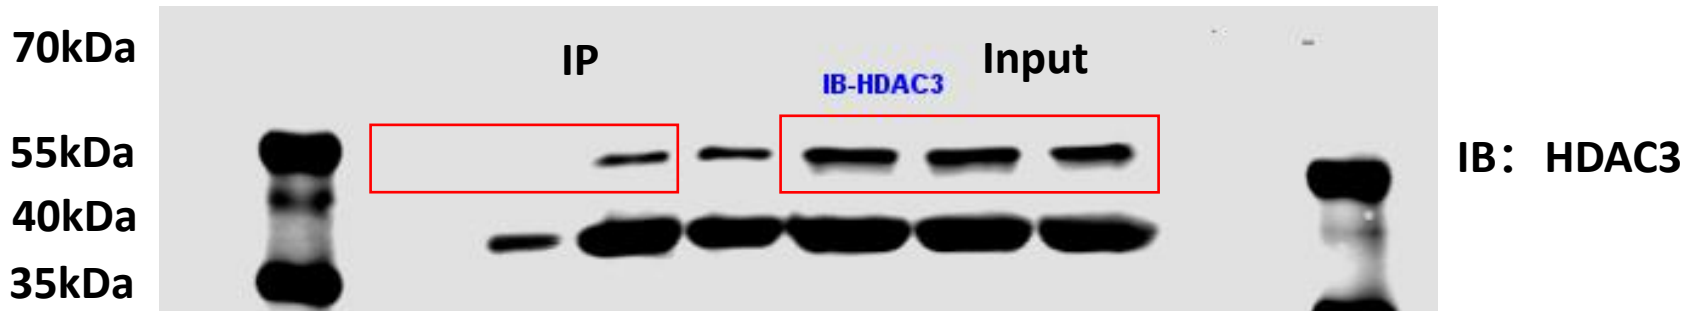 70kDa
IP
Input
IB-HDAC3
55kDa
IB： HDAC3
40kDa
35kDa